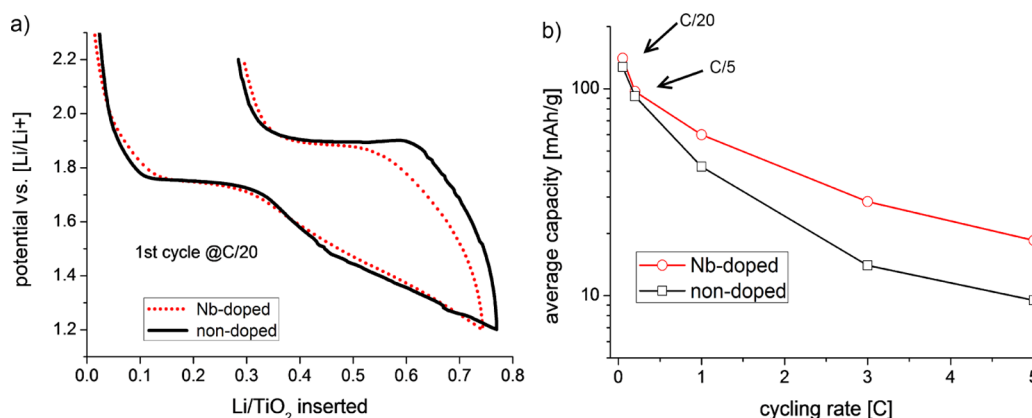 a)
potential vs. [Li/Li+]
2.2
2.0
1.8
1.6
1.4
1.2
1st cycle @C/20
Nb-doped
non-doped
0.0 0.1 0.2 0.3 0.4 0.5 0.6 0.7 0.8
Li/TiO₂ inserted
b)
average capacity [mAh/g]
100
10
C/20
C/5
Nb-doped
non-doped
0 1 2 3 4 5
cycling rate [C]